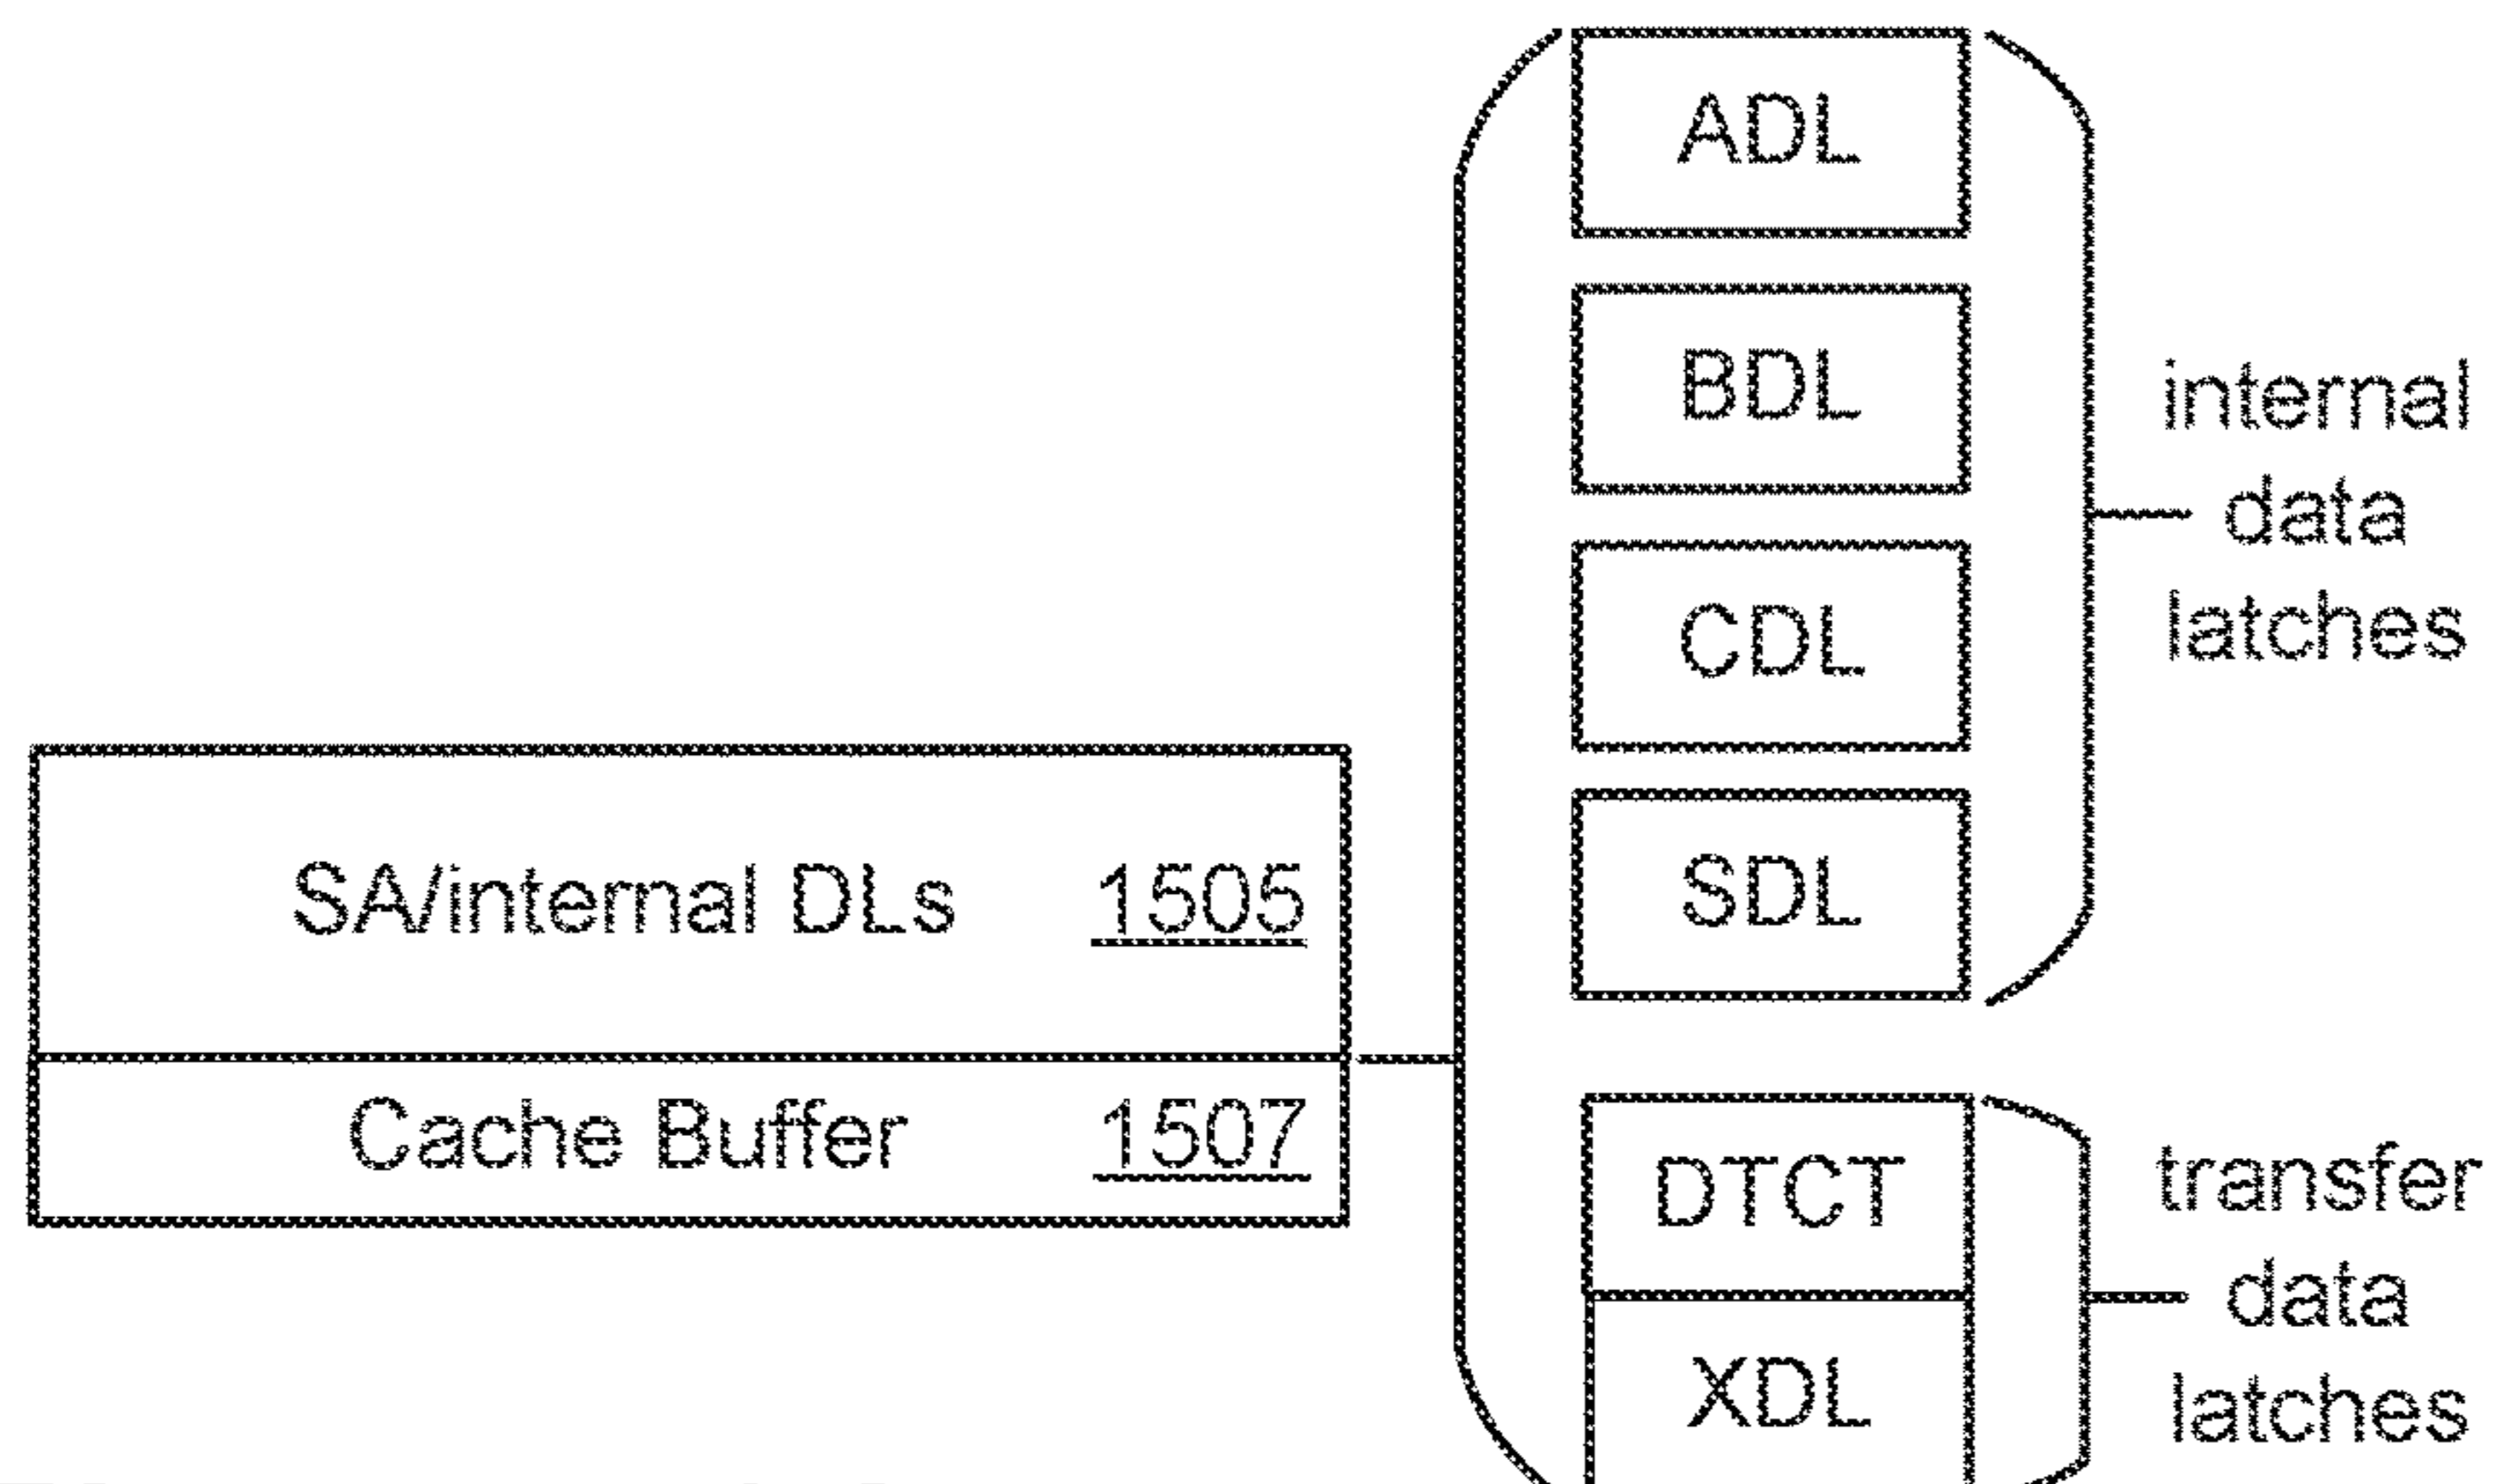 ADL
BDL
CDL
SDL
internal
data
latches
SA/internal DLs 1505
Cache Buffer 1507
DTCT
XDL
transfer
data
latches